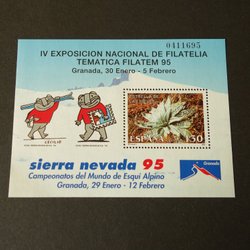 0411695
IV EXPOSICION NACIONAL DE FILATELIA
TEMATICA FILATEM 95
Granada, 30 Enero - 5 Febrero
CECILIO
ESPAÑA
130
sierra nevada 95
Granada
Campeonatos del Mundo de Esquí Alpino
Granada, 29 Enero - 12 Febrero